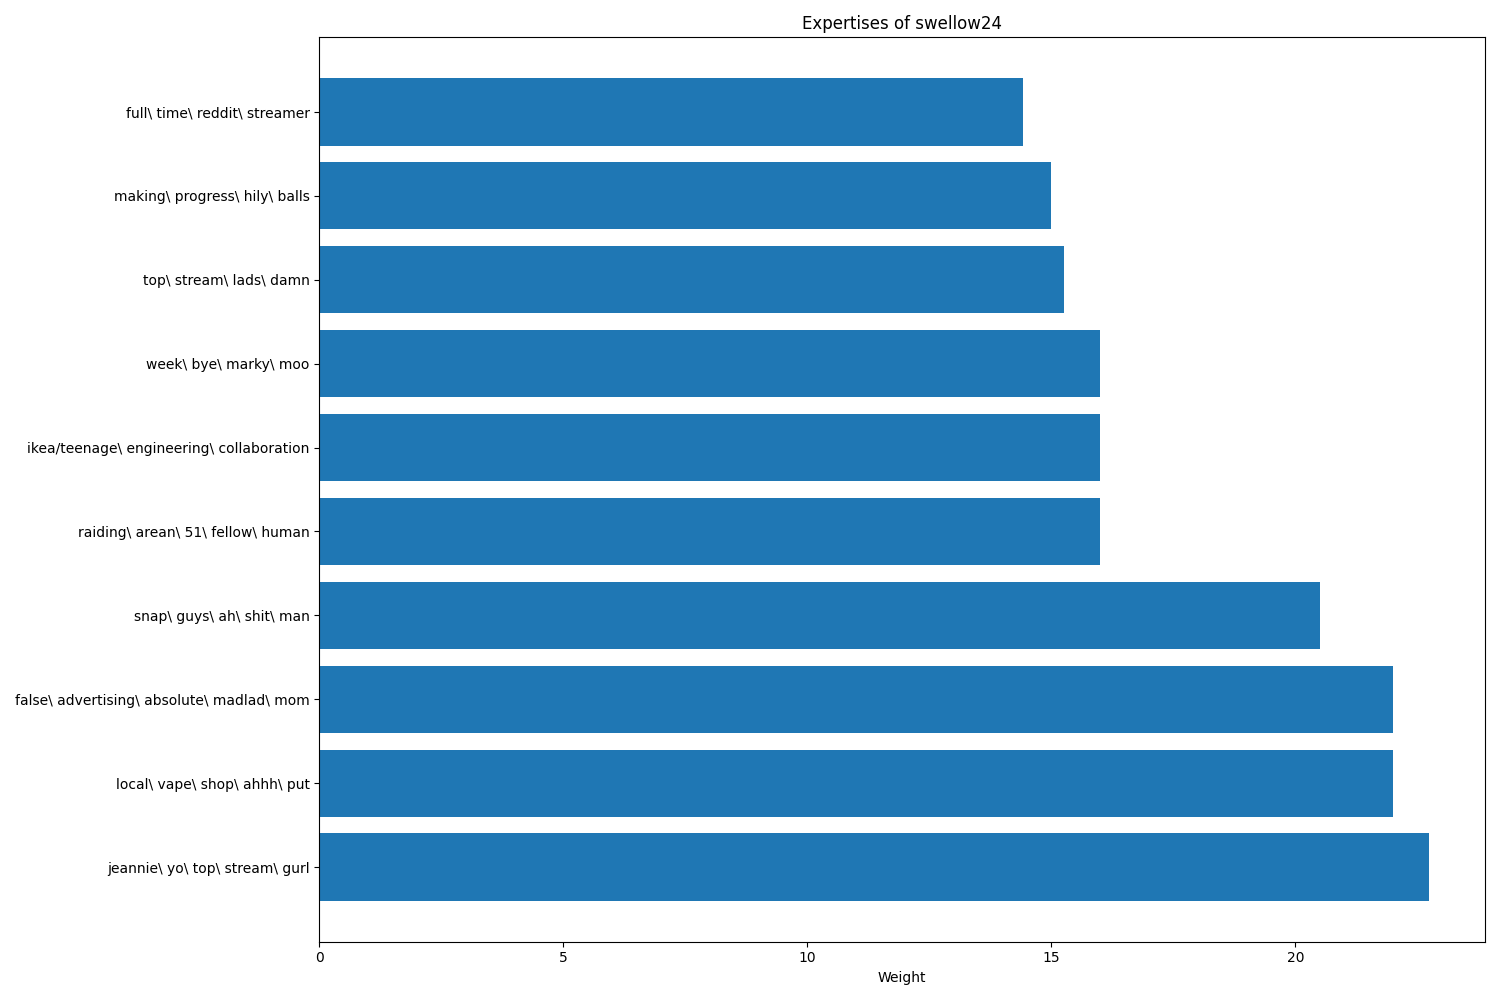 Expertises of swellow24
full\ time\ reddit\ streamer
making\ progress\ hily\ balls
top\ stream\ lads\ damn
week\ bye\ marky\ moo
ikea/teenage\ engineering\ collaboration
raiding\ arean\ 51\ fellow\ human
snap\ guys\ ah\ shit\ man
false\ advertising\ absolute\ madlad\ mom
local\ vape\ shop\ ahhh\ put
jeannie\ yo\ top\ stream\ gurl
0 5 10 15 20
Weight